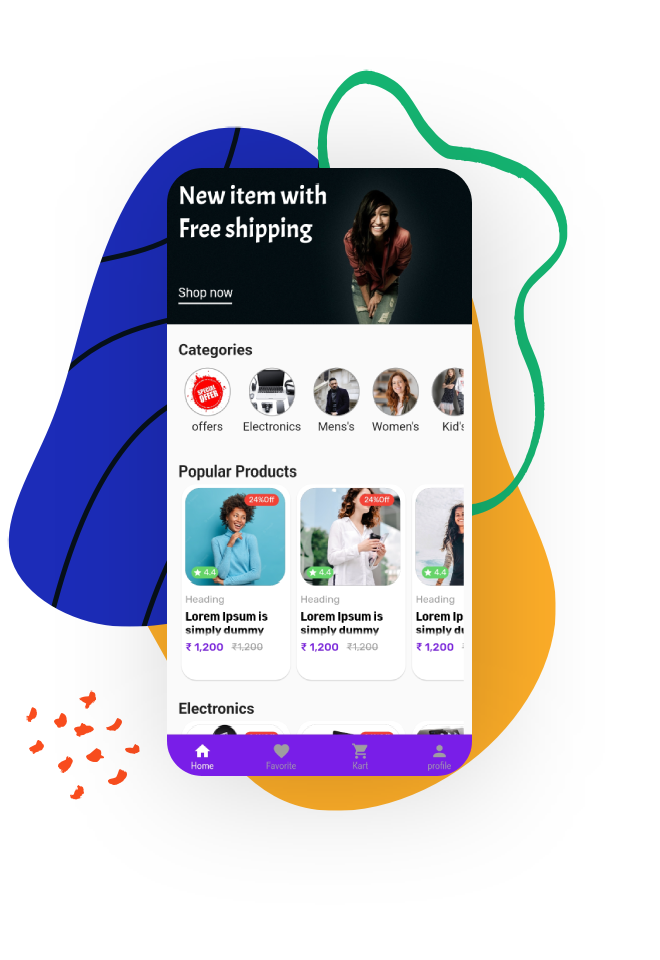 New item with
Free shipping
Shop now
Categories
SPECIAL
OFFER
offers
Electronics
Mens's
Women's
Kid's
Popular Products
24%Off
24%Off
4.4
4.4
4.4
Heading
Heading
Heading
Lorem Ipsum is
simply dummy
Lorem Ipsum is
simply dummy
Lorem Ip
simply du
₹ 1,200 ₹1,200
₹ 1,200 ₹1,200
₹ 1,200
Electronics
Home
Favorite
Kart
profile